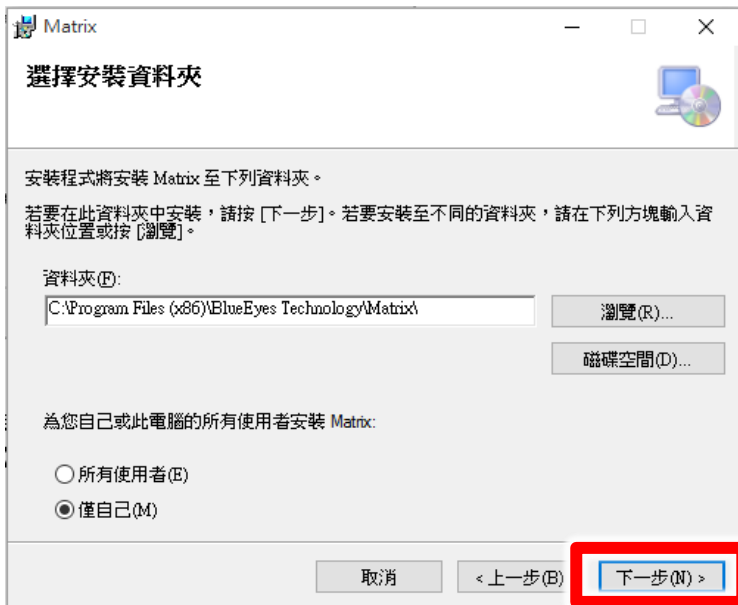 Matrix
選擇安裝資料夾
安裝程式將安裝 Matrix 至下列資料夾。
若要在此資料夾中安裝，請按 [下一步]。若要安裝至不同的資料夾，請在下列方塊輸入資
料夾位置或按 [瀏覽]。
資料夾(F):
C:\Program Files (x86)\BlueEyes Technology\Matrix\
瀏覽(R)...
磁碟空間(D)...
為您自己或此電腦的所有使用者安裝 Matrix:
所有使用者(E)
僅自己(M)
取消
< 上一步(B)
下一步(N) >